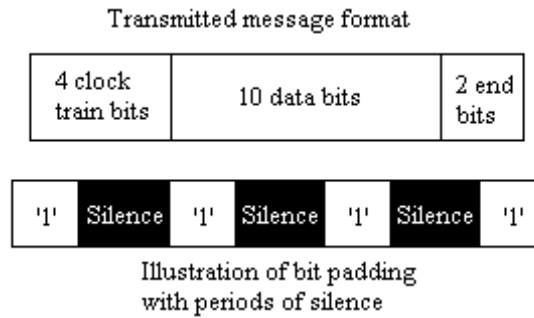 Transmitted message format
4 clock
train bits
10 data bits
2 end
bits
'1' Silence '1' Silence '1' Silence '1'
Illustration of bit padding
with periods of silence